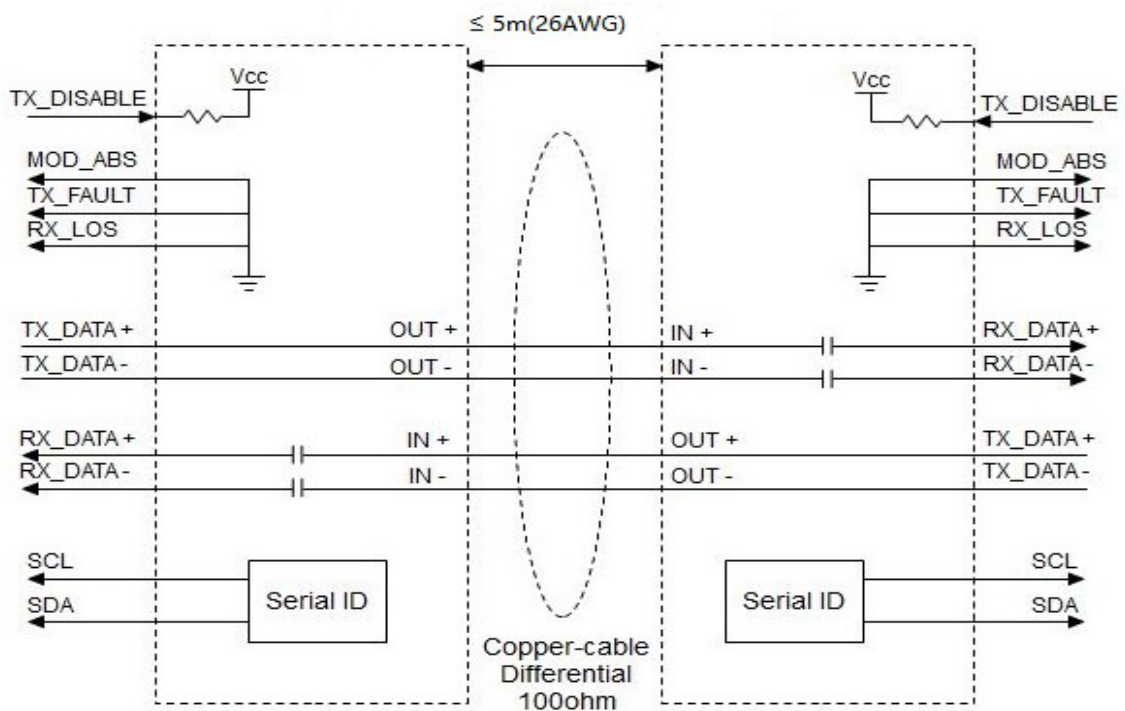 ≤ 5m(26AWG)
Vcc
Vcc
TX_DISABLE
TX_DISABLE
MOD_ABS
MOD_ABS
TX_FAULT
TX_FAULT
RX_LOS
RX_LOS
TX_DATA+ OUT + IN + RX_DATA+
TX_DATA- OUT - IN - RX_DATA-
RX_DATA+ IN + OUT + TX_DATA+
RX_DATA- IN - OUT - TX_DATA-
SCL
SCL
Serial ID
Serial ID
SDA
SDA
Copper-cable
Differential
100ohm